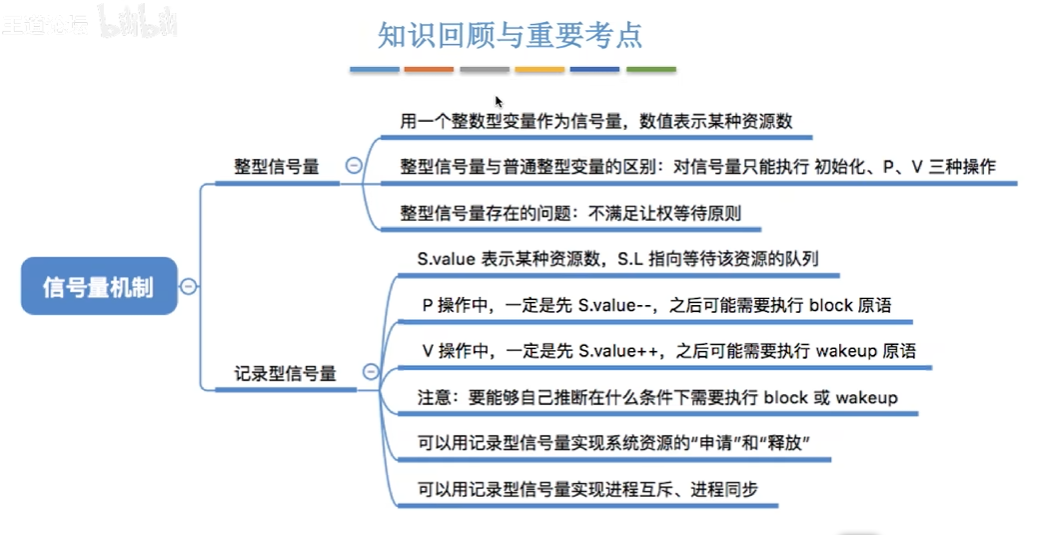 知识回顾与重要考点
用一个整数型变量作为信号量，数值表示某种资源数
整型信号量
整型信号量与普通整型变量的区别：对信号量只能执行 初始化、P、V 三种操作
整型信号量存在的问题：不满足让权等待原则
信号量机制
S.value 表示某种资源数，S.L 指向等待该资源的队列
P 操作中，一定是先 S.value--，之后可能需要执行 block 原语
V 操作中，一定是先 S.value++，之后可能需要执行 wakeup 原语
记录型信号量
注意：要能够自己推断在什么条件下需要执行 block 或 wakeup
可以用记录型信号量实现系统资源的“申请”和“释放”
可以用记录型信号量实现进程互斥、进程同步